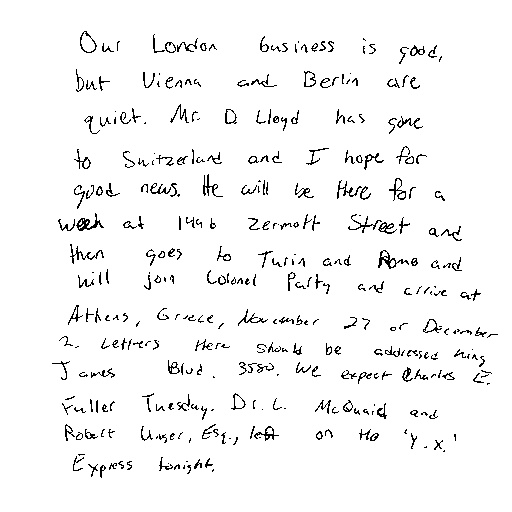 Our London business is good,
but Vienna and Berlin are
quiet. Mr. D. Lloyd has gone
to Switzerland and I hope for
good news. He will be there for a
week at 1496 Zermott Street and
then goes to Turin and Rome and
will join Colonel Parry and arrive at
Athens, Greece, November 27 or December
2. Letters there should be addressed King
James Blvd. 3580. We expect Charles E.
Fuller Tuesday. Dr. L. McQuaid and
Robert Unger, Esq., left on the 'Y.X.'
Express tonight.